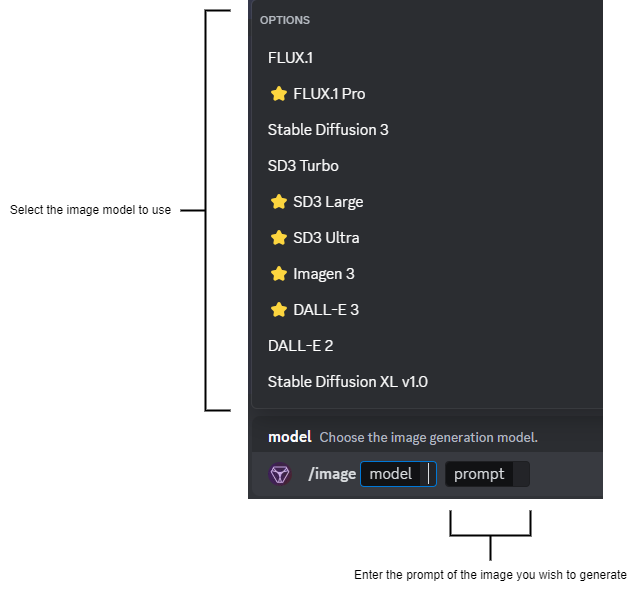 OPTIONS
FLUX.1
⭐ FLUX.1 Pro
Stable Diffusion 3
SD3 Turbo
⭐ SD3 Large
⭐ SD3 Ultra
⭐ Imagen 3
⭐ DALL-E 3
DALL-E 2
Stable Diffusion XL v1.0
Select the image model to use
model Choose the image generation model.
/image model prompt
Enter the prompt of the image you wish to generate